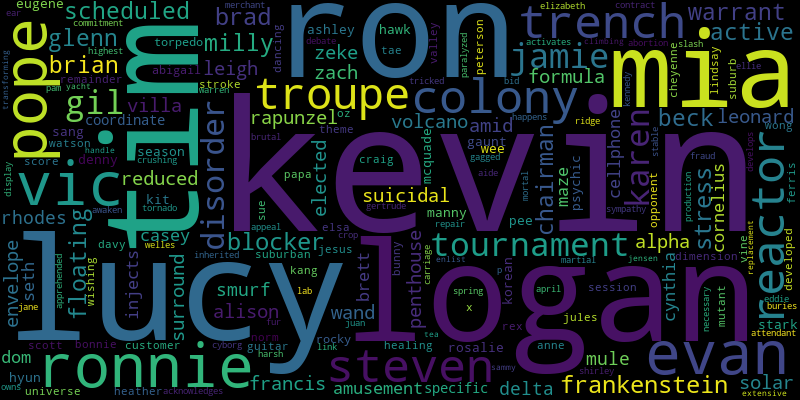 kevin
lucy
logan
tim
mia
ron
evan
ronnie
steven
vic
pope
gil
colony
troupe
trench
tournament
reactor
frankenstein
jamie
karen
beck
blocker
milly
brad
glenn
brian
scheduled
eugene
ear
commitment
highest
torpedo
abigail
leigh
villa
remainder
pam
yacht
coordinate
sang
watson
handle
season
score
denny
crushing
reduced
display
kit
tornado
rhodes
davy
awaken
casey
welles
transforming
merchant
dancing
ashley
zeke
zach
stroke
warren
rapunzel
oz
theme
brutal
disorder
hawk
tae
debate
paralyzed
peterson
valley
tricked
bid
activates
climbing
abortion
slash
contract
elizabeth
warrant
active
cheyenne
lindsay
suburb
ellie
formula
happens
kennedy
ridge
leonard
wong
stable
fraud
develops
volcano
amid
gaunt
wee
mcquade
craig
papa
elected
suicidal
gagged
aide
mortal
psychic
maze
chairman
cellphone
sympathy
opponent
production
stress
cornelius
ferris
manny
gertrude
sue
appeal
elsa
crop
jesus
repair
pee
alpha
vine
replacement
developed
dimension
floating
envelope
seth
wishing
apprehended
jane
injects
surround
inherited
suburban
kang
bunny
brett
penthouse
carriage
enlist
korean
martial
jensen
session
cynthia
necessary
mutant
eddie
buries
stark
attendant
smurf
alison
lab
wand
juan
spring
april
x
jules
rex
fur
norm
scott
bonnie
customer
cyborg
guitar
rocky
link
tea
healing
rosalie
anne
mule
dom
hyun
owns
universe
heather
acknowledges
francis
harsh
amusement
specific
sammy
delta
shirley
solar
extensive